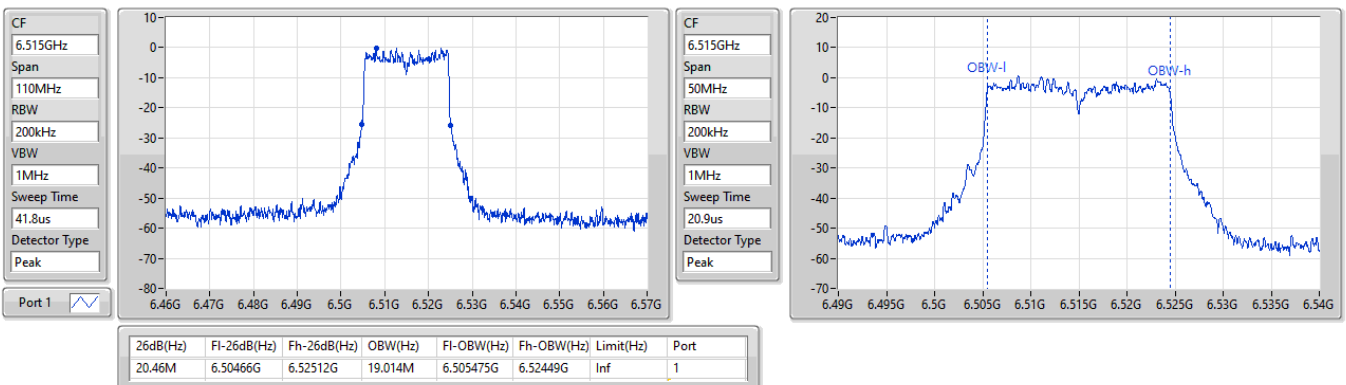 CF
6.515GHz
Span
110MHz
RBW
200kHz
VBW
1MHz
Sweep Time
41.8us
Detector Type
Peak
Port 1
10
0
-10
-20
-30
-40
-50
-60
-70
-80
6.46G 6.47G 6.48G 6.49G 6.5G 6.51G 6.52G 6.53G 6.54G 6.55G 6.56G 6.57G
CF
6.515GHz
Span
50MHz
RBW
200kHz
VBW
1MHz
Sweep Time
20.9us
Detector Type
Peak
20
10
0
-10
-20
-30
-40
-50
-60
-70
OBW-l OBW-h
6.49G 6.495G 6.5G 6.505G 6.51G 6.515G 6.52G 6.525G 6.53G 6.535G 6.54G
26dB(Hz) Fl-26dB(Hz) Fh-26dB(Hz) OBW(Hz) Fl-OBW(Hz) Fh-OBW(Hz) Limit(Hz) Port
20.46M 6.50466G 6.52512G 19.014M 6.505475G 6.52449G Inf 1